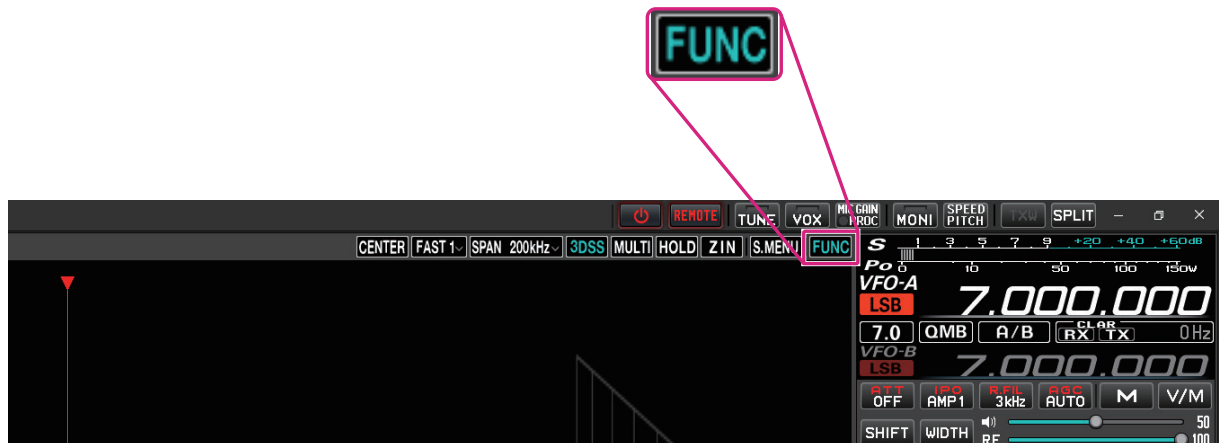 FUNC
REMOTE TUNE VOX MIC GAIN PROC MONI SPEED PITCH TXW SPLIT
CENTER FAST 1 SPAN 200kHz 3DSS MULTI HOLD ZIN S.MENU FUNC
S 1 3 5 7 9 +20 +40 +60dB
Po 0 10 50 100 150W
VFO-A
LSB 7.000.000
7.0 QMB A/B CLAR RX TX 0Hz
VFO-B
LSB 7.000.000
ATT OFF IPO AMP1 R.FIL 3kHz AGC AUTO M V/M
SHIFT WIDTH 50
RF 100